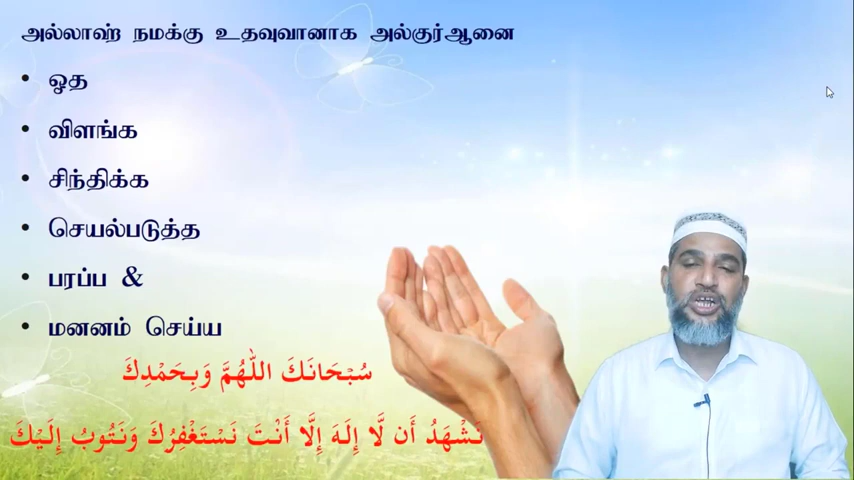 அல்லாஹ் நமக்கு உதவுவானாக அல்குர்ஆனை
• ஓத
• விளங்க
• சிந்திக்க
• செயல்படுத்த
• பரப்ப &
• மனனம் செய்ய
سُبْحَانَكَ اللّٰهُمَّ وَبِحَمْدِكَ
نَشْهَدُ أَن لَّا إِلَهَ إِلَّا أَنْتَ نَسْتَغْفِرُكَ وَنَتُوبُ إِلَيْكَ